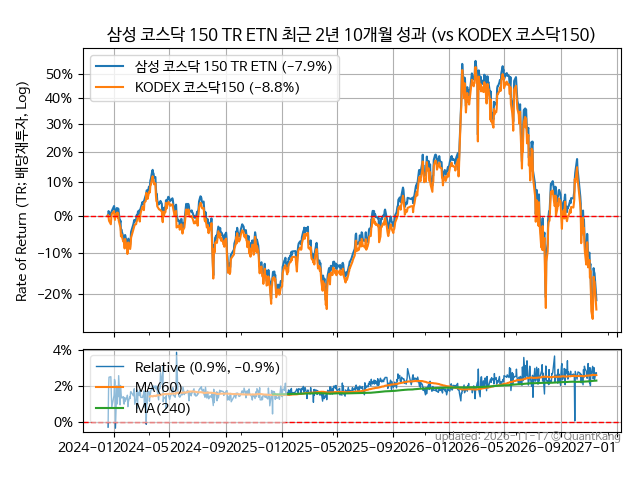 삼성 코스닥 150 TR ETN 최근 2년 10개월 성과 (vs KODEX 코스닥150)
Rate of Return (TR: 배당재투자, Log)
50%
40%
30%
20%
10%
0%
−10%
−20%
삼성 코스닥 150 TR ETN (−7.9%)
KODEX 코스닥150 (−8.8%)
4%
2%
0%
Relative (0.9%, −0.9%)
MA(60)
MA(240)
2024−01 2024−05 2024−09 2025−01 2025−05 2025−09 2026−01 2026−05 2026−09 2027−01
updated: 2026−11−17 © QuantKang